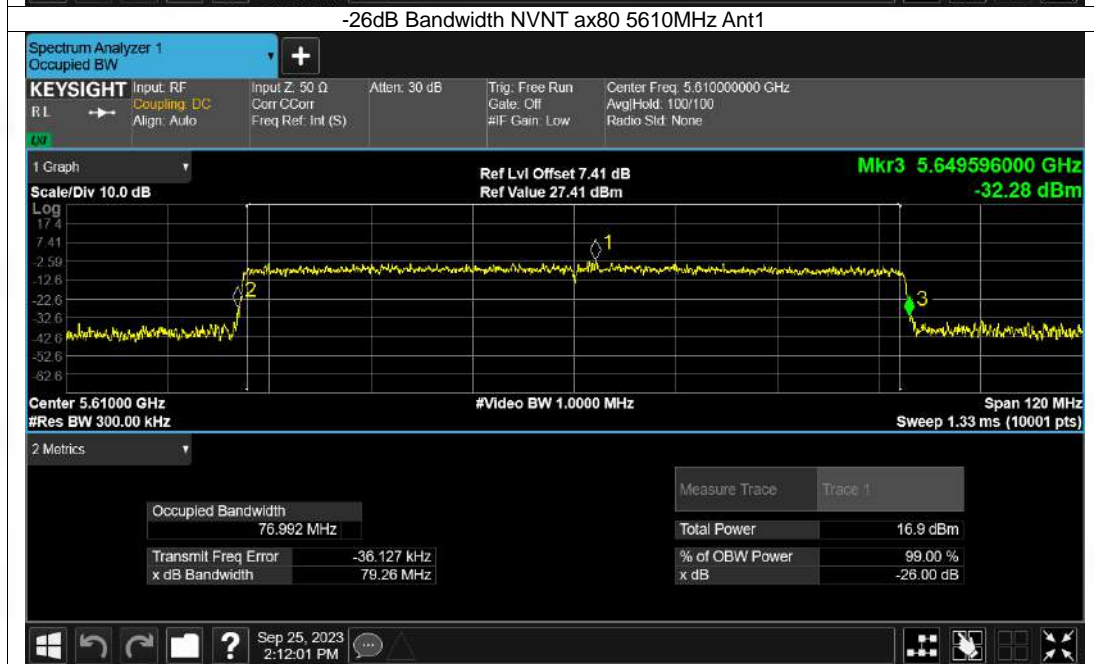 -26dB Bandwidth NVNT ax80 5610MHz Ant1
Spectrum Analyzer 1
Occupied BW
+
KEYSIGHT Input: RF Input Z: 50 Ω Atten: 30 dB Trig: Free Run Center Freq: 5.610000000 GHz
RL Coupling: DC Corr CCorr Gate: Off Avg|Hold: 100/100
Align: Auto Freq Ref: Int (S) #IF Gain: Low Radio Std: None
LXI
1 Graph Ref Lvl Offset 7.41 dB Mkr3 5.649596000 GHz
Scale/Div 10.0 dB Ref Value 27.41 dBm -32.28 dBm
Log
17.4
7.41
-2.59
-12.6
-22.6
-32.6
-42.6
-52.6
-62.6
1
2
3
Center 5.61000 GHz #Video BW 1.0000 MHz Span 120 MHz
#Res BW 300.00 kHz Sweep 1.33 ms (10001 pts)
2 Metrics
Measure Trace Trace 1
Occupied Bandwidth
76.992 MHz Total Power 16.9 dBm
Transmit Freq Error -36.127 kHz % of OBW Power 99.00 %
x dB Bandwidth 79.26 MHz x dB -26.00 dB
? Sep 25, 2023
2:12:01 PM